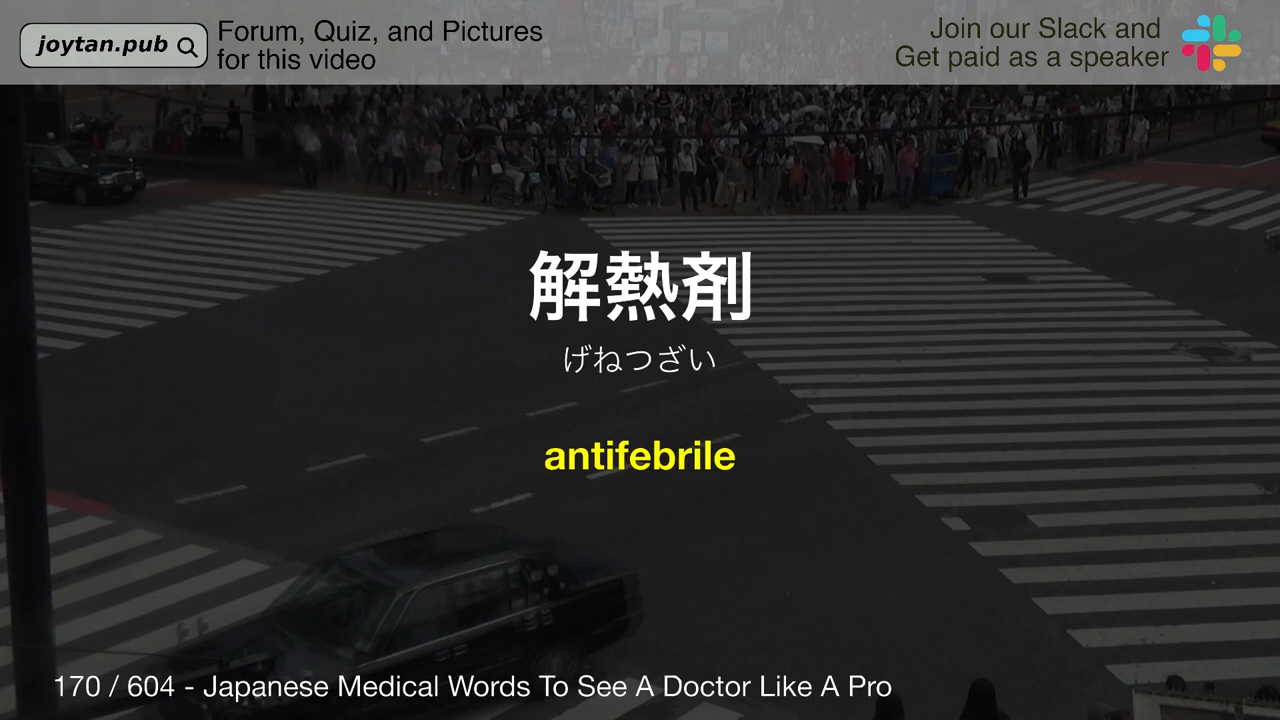 joytan.pub
Forum, Quiz, and Pictures
for this video
Join our Slack and
Get paid as a speaker
解熱剤
げねつざい
antifebrile
170 / 604 - Japanese Medical Words To See A Doctor Like A Pro